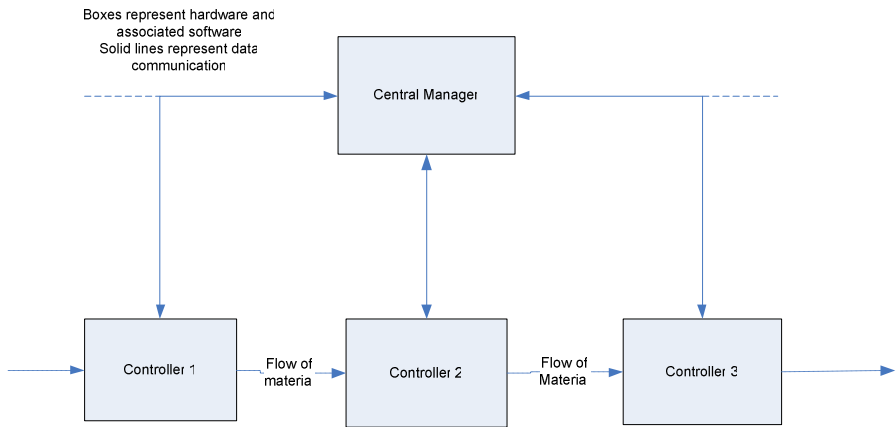 Boxes represent hardware and
associated software
Solid lines represent data
communication
Central Manager
Controller 1
Flow of
materia
Controller 2
Flow of
Materia
Controller 3